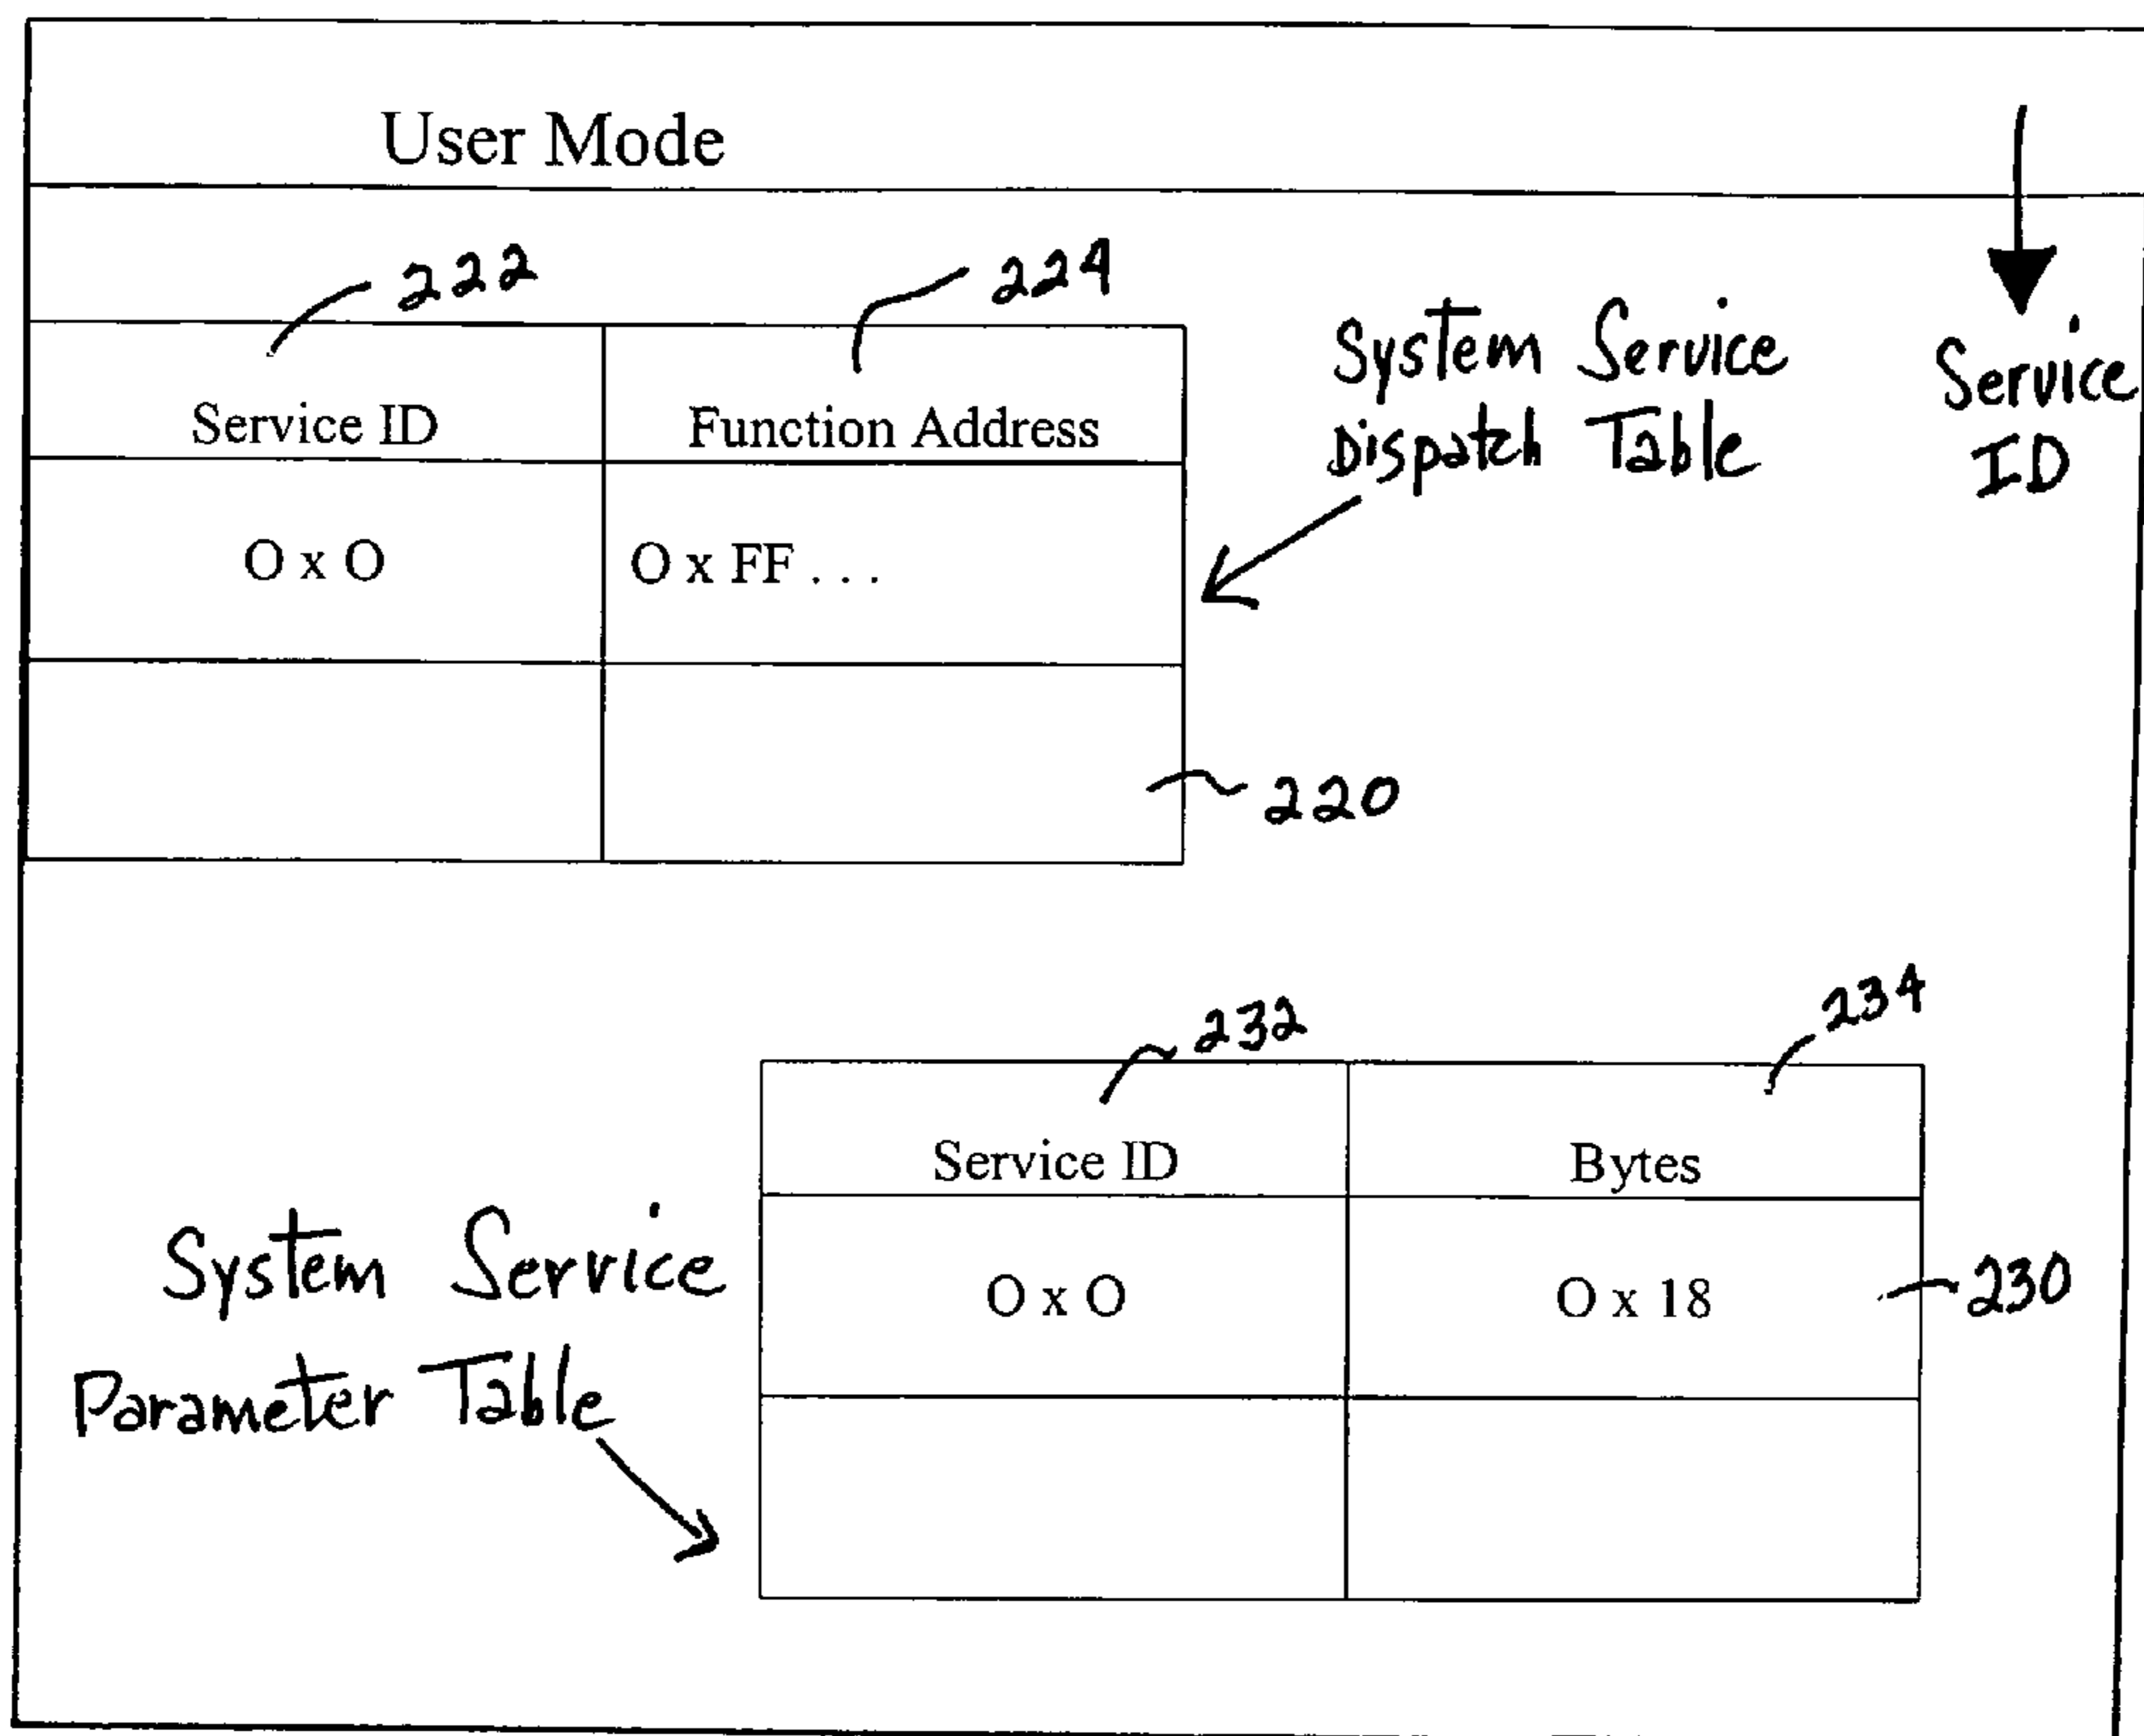 User Mode
222
224
Service ID
Function Address
System Service
Dispatch Table
Service
ID
O x O
O x FF . . .
220
232
234
Service ID
Bytes
System Service
Parameter Table
O x O
O x 18
230